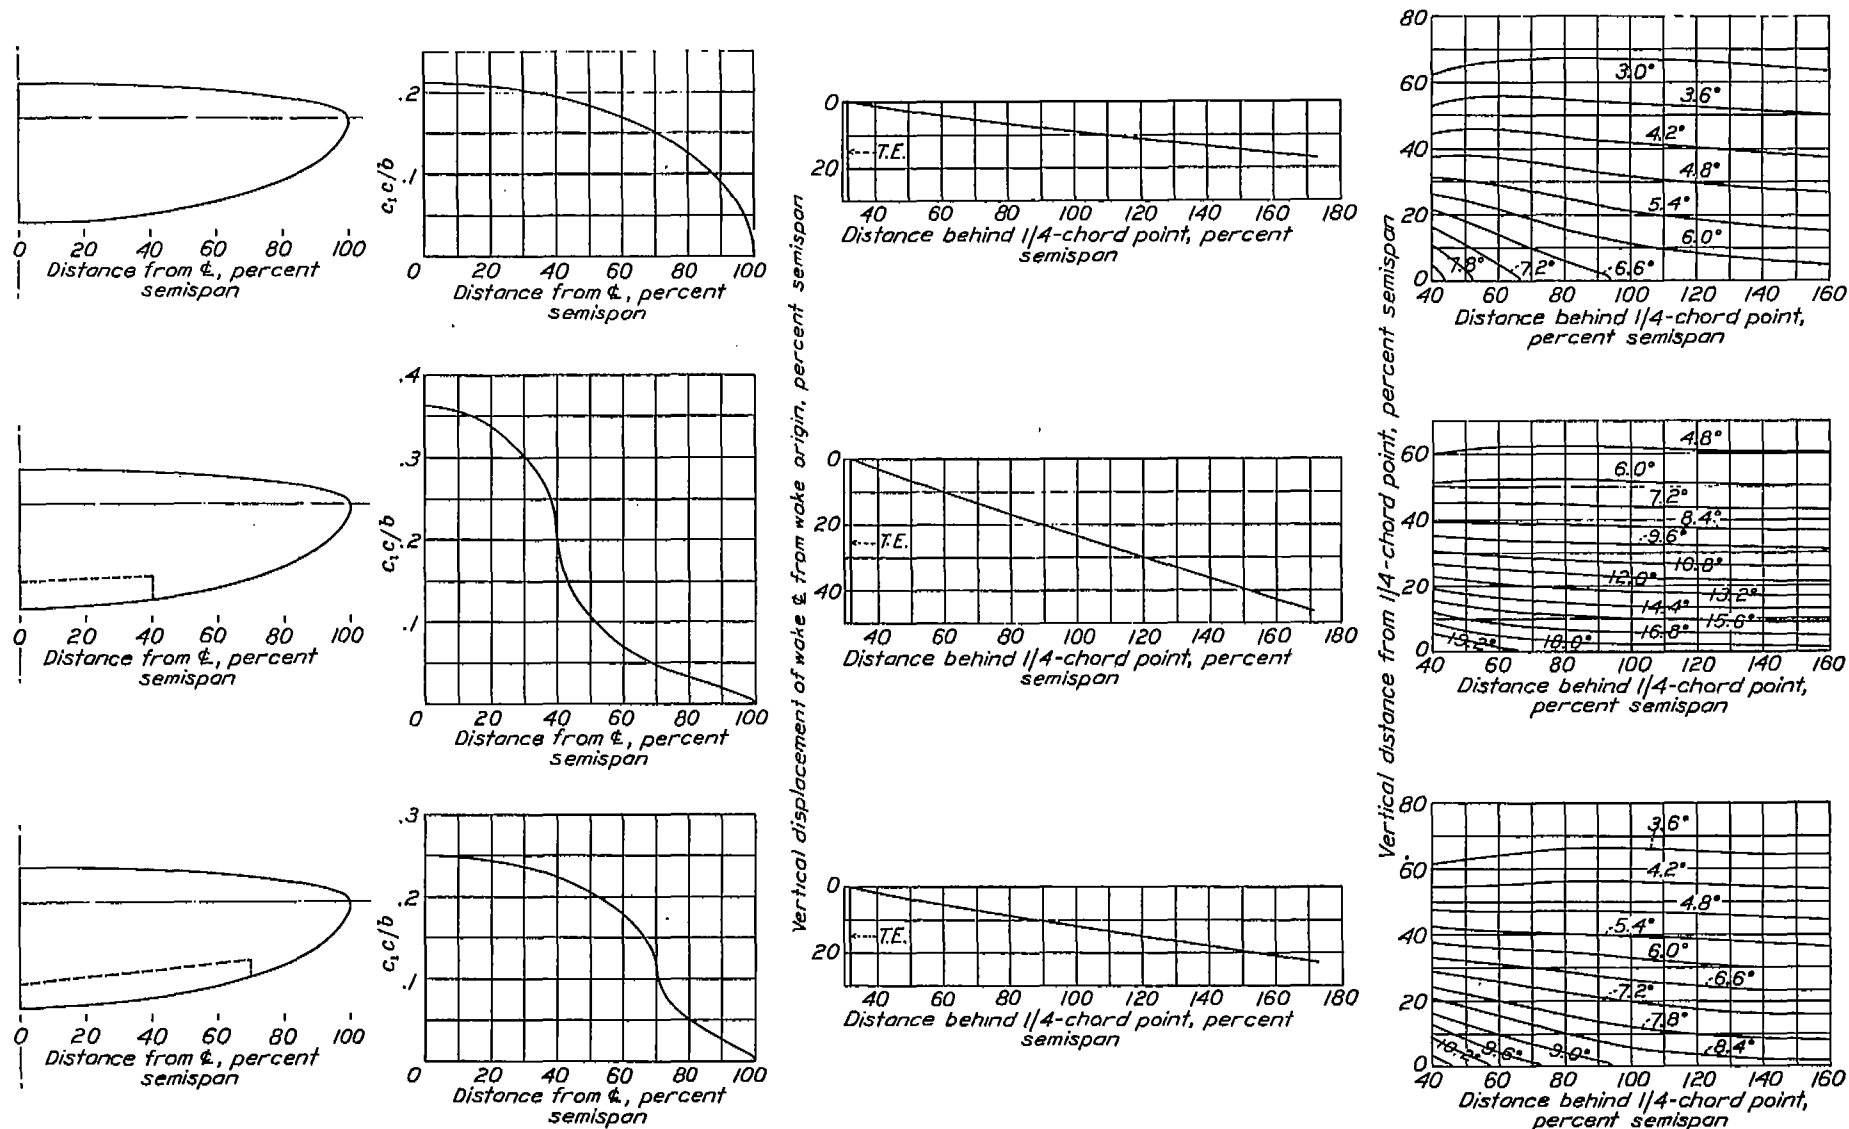 0 20 40 60 80 100
Distance from ℄, percent
semispan
.2
.1
c₁c/b
0 20 40 60 80 100
Distance from ℄, percent
semispan
0
20
T.E.
40 60 80 100 120 140 160 180
Distance behind 1/4-chord point, percent
semispan
80
60
40
20
0
3.0°
3.6°
4.2°
4.8°
5.4°
6.0°
6.6°
7.2°
7.8°
40 60 80 100 120 140 160
Distance behind 1/4-chord point,
percent semispan
Vertical displacement of wake ℄ from wake origin, percent semispan
Vertical distance from 1/4-chord point, percent semispan
0 20 40 60 80 100
Distance from ℄, percent
semispan
.4
.3
.2
.1
c₁c/b
0 20 40 60 80 100
Distance from ℄, percent
semispan
0
20
40
T.E.
40 60 80 100 120 140 160 180
Distance behind 1/4-chord point, percent
semispan
60
40
20
0
4.8°
6.0°
7.2°
8.4°
9.6°
10.8°
12.0°
13.2°
14.4°
15.6°
16.8°
18.0°
19.2°
40 60 80 100 120 140 160
Distance behind 1/4-chord point,
percent semispan
0 20 40 60 80 100
Distance from ℄, percent
semispan
.3
.2
.1
c₁c/b
0 20 40 60 80 100
Distance from ℄, percent
semispan
0
20
T.E.
40 60 80 100 120 140 160 180
Distance behind 1/4-chord point, percent
semispan
80
60
40
20
0
3.6°
4.2°
4.8°
5.4°
6.0°
6.6°
7.2°
7.8°
8.4°
9.0°
9.6°
10.2°
40 60 80 100 120 140 160
Distance behind 1/4-chord point,
percent semispan